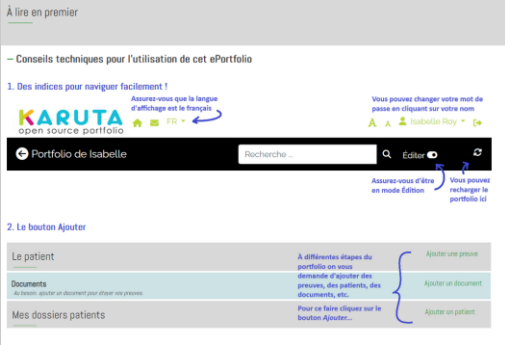 À lire en premier
– Conseils techniques pour l'utilisation de cet ePortfolio
1. Des indices pour naviguer facilement !
Assurez-vous que la langue
d'affichage est le français
Vous pouvez changer votre mot de
passe en cliquant sur votre nom
KARUTA
open source portfolio
FR
A A Isabelle Roy
Portfolio de Isabelle
Recherche ...
Éditer
Assurez-vous d'être
en mode Édition
Vous pouvez
recharger le
portfolio ici
2. Le bouton Ajouter
Le patient
À différentes étapes du
portfolio on vous
demande d'ajouter des
preuves, des patients, des
documents, etc.
Ajouter une preuve
Documents
Au besoin: ajouter un document pour étayer vos preuves.
Ajouter un document
Mes dossiers patients
Pour ce faire cliquez sur le
bouton Ajouter...
Ajouter un patient